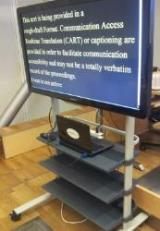 This text is being provided in a
rough draft Format. Communication Access
Realtime Translation (CART) or captioning are
provided in order to facilitate communication
accessibility and may not be a totally verbatim
record of the proceedings.